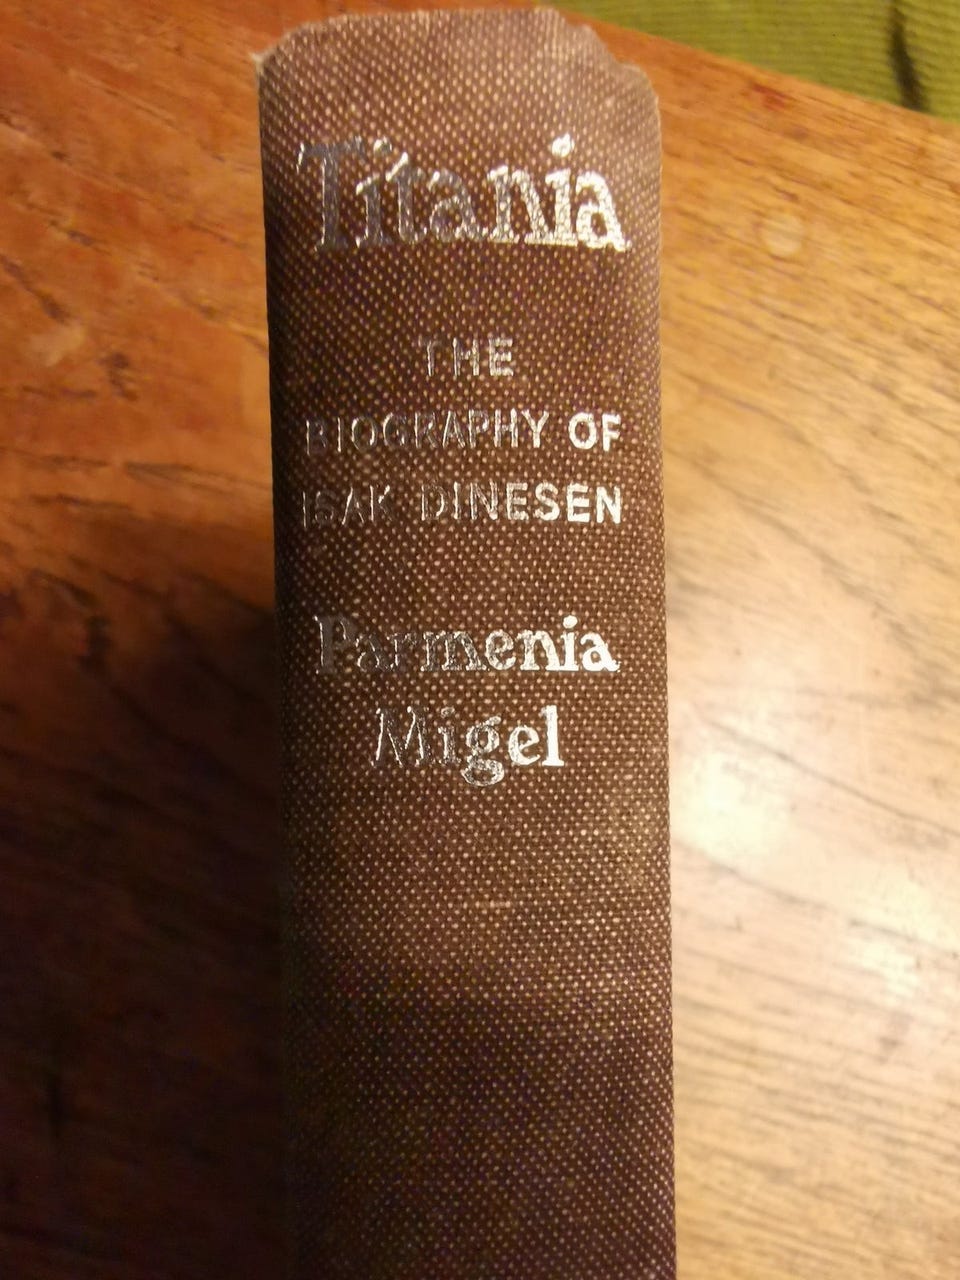 Titania
THE
BIOGRAPHY OF
ISAK DINESEN
Parmenia
Migel